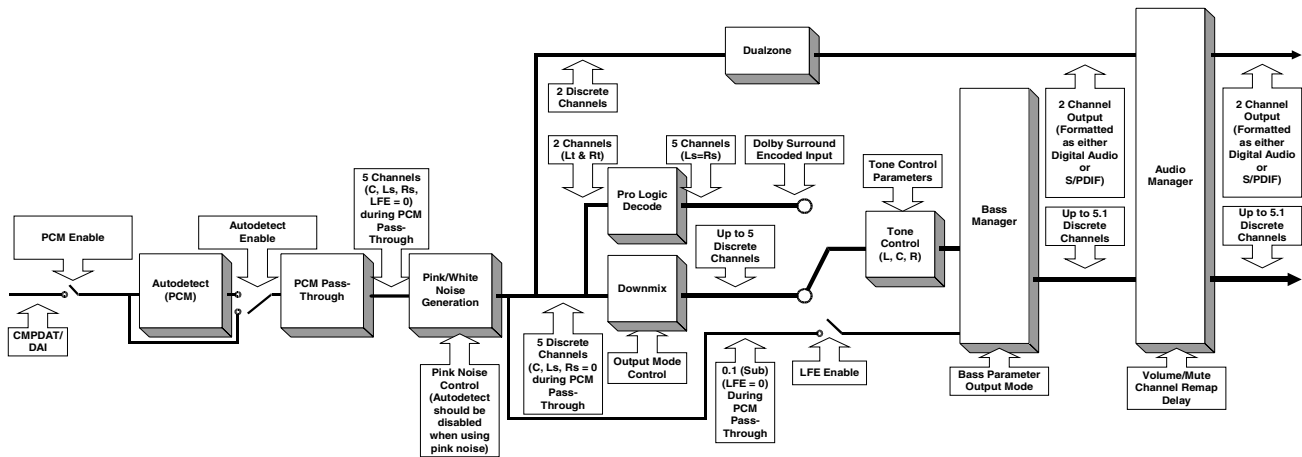 Dualzone
2 Discrete
Channels
2 Channel
Output
(Formatted
as either
Digital Audio
or
S/PDIF)
Audio
Manager
2 Channel
Output
(Formatted
as either
Digital Audio
or
S/PDIF)
2 Channels
(Lt & Rt)
5 Channels
(Ls=Rs)
Dolby Surround
Encoded Input
Tone Control
Parameters
Pro Logic
Decode
Bass
Manager
5 Channels
(C, Ls, Rs,
LFE = 0)
during PCM
Pass-
Through
PCM Enable
Autodetect
Enable
Up to 5
Discrete
Channels
Tone
Control
(L, C, R)
Up to 5.1
Discrete
Channels
Up to 5.1
Discrete
Channels
Autodetect
(PCM)
PCM Pass-
Through
Pink/White
Noise
Generation
Downmix
CMPDAT/
DAI
Pink Noise
Control
(Autodetect
should be
disabled
when using
pink noise)
5 Discrete
Channels
(C, Ls, Rs = 0
during PCM
Pass-
Through
Output Mode
Control
0.1 (Sub)
(LFE = 0)
During
PCM
Pass-
Through
LFE Enable
Bass Parameter
Output Mode
Volume/Mute
Channel Remap
Delay